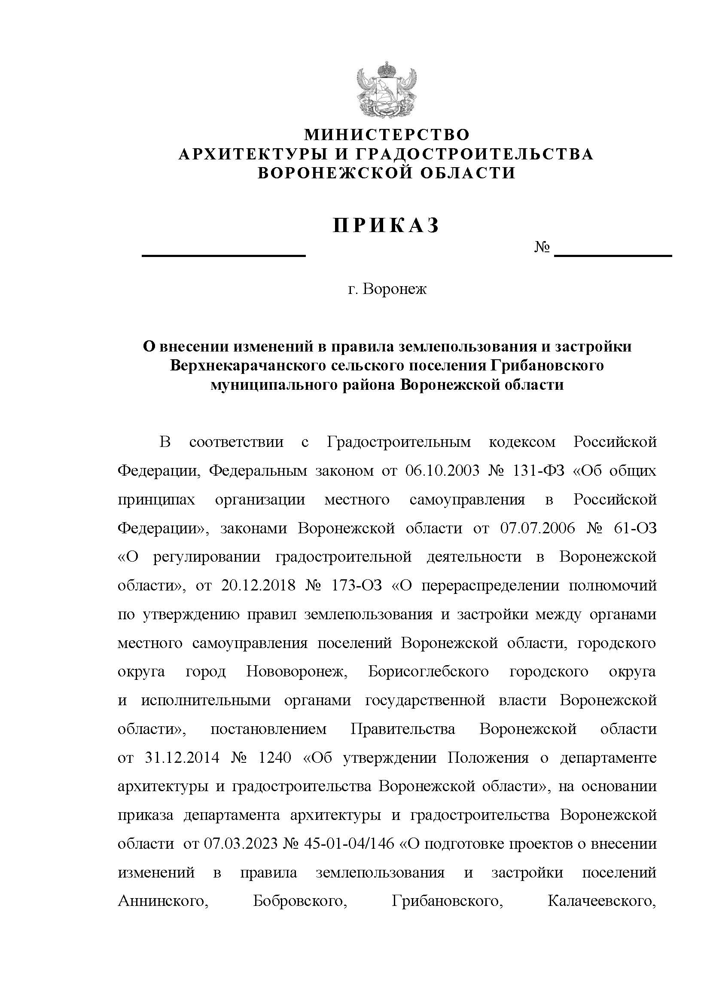 МИНИСТЕРСТВО
АРХИТЕКТУРЫ И ГРАДОСТРОИТЕЛЬСТВА
ВОРОНЕЖСКОЙ ОБЛАСТИ
ПРИКАЗ
№
г. Воронеж
О внесении изменений в правила землепользования и застройки
Верхнекарачанского сельского поселения Грибановского
муниципального района Воронежской области
В соответствии с Градостроительным кодексом Российской
Федерации, Федеральным законом от 06.10.2003 № 131-ФЗ «Об общих
принципах организации местного самоуправления в Российской
Федерации», законами Воронежской области от 07.07.2006 № 61-ОЗ
«О регулировании градостроительной деятельности в Воронежской
области», от 20.12.2018 № 173-ОЗ «О перераспределении полномочий
по утверждению правил землепользования и застройки между органами
местного самоуправления поселений Воронежской области, городского
округа город Нововоронеж, Борисоглебского городского округа
и исполнительными органами государственной власти Воронежской
области», постановлением Правительства Воронежской области
от 31.12.2014 № 1240 «Об утверждении Положения о департаменте
архитектуры и градостроительства Воронежской области», на основании
приказа департамента архитектуры и градостроительства Воронежской
области от 07.03.2023 № 45-01-04/146 «О подготовке проектов о внесении
изменений в правила землепользования и застройки поселений
Аннинского, Бобровского, Грибановского, Калачеевского,